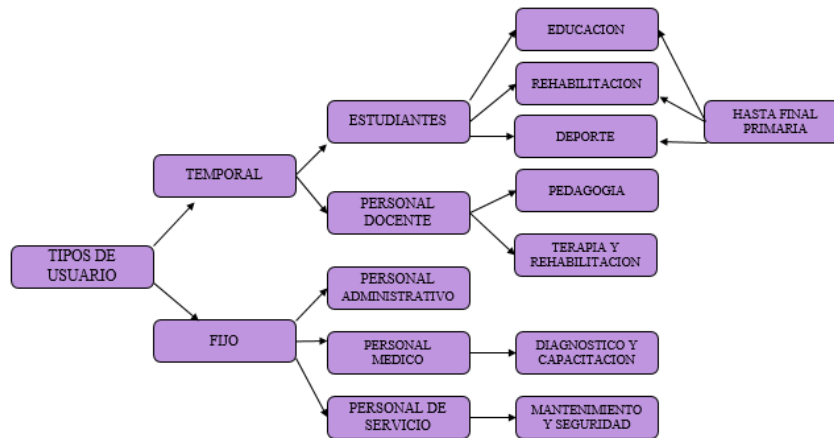 EDUCACION
REHABILITACION
HASTA FINAL
PRIMARIA
ESTUDIANTES
DEPORTE
TEMPORAL
PERSONAL
DOCENTE
PEDAGOGIA
TERAPIA Y
REHABILITACION
TIPOS DE
USUARIO
PERSONAL
ADMINISTRATIVO
FIJO
PERSONAL
MEDICO
DIAGNOSTICO Y
CAPACITACION
PERSONAL DE
SERVICIO
MANTENIMIENTO
Y SEGURIDAD